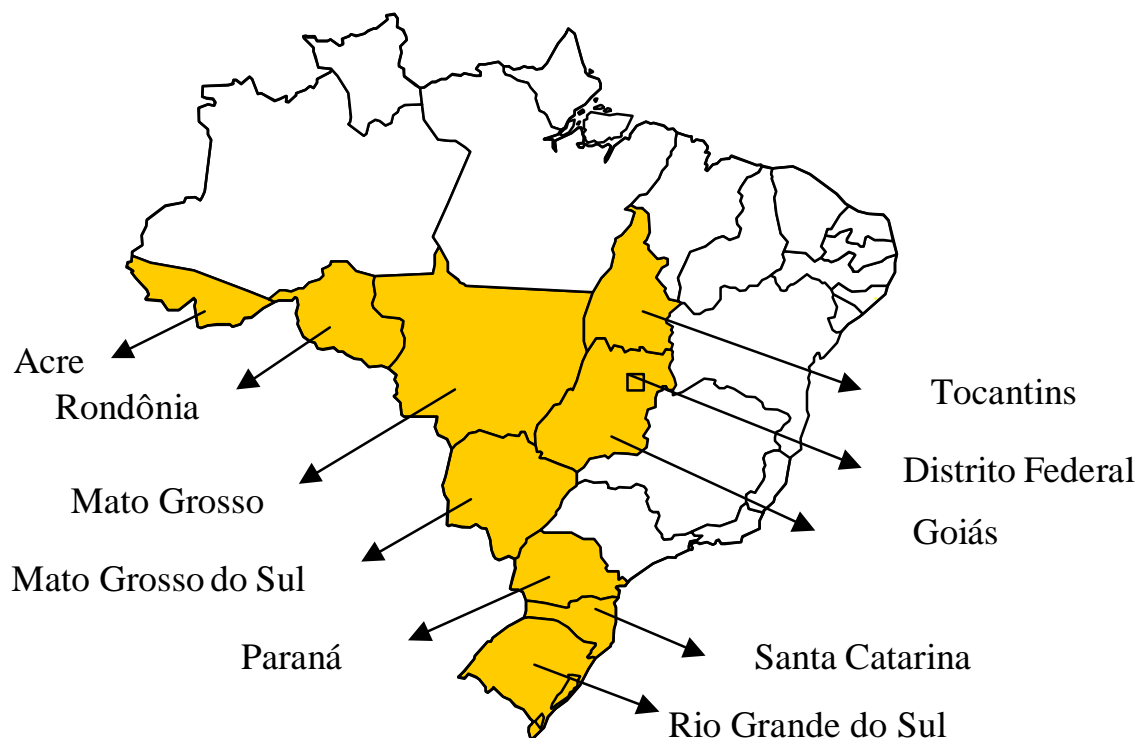 Acre
Rondônia
Tocantins
Distrito Federal
Mato Grosso
Goiás
Mato Grosso do Sul
Paraná
Santa Catarina
Rio Grande do Sul